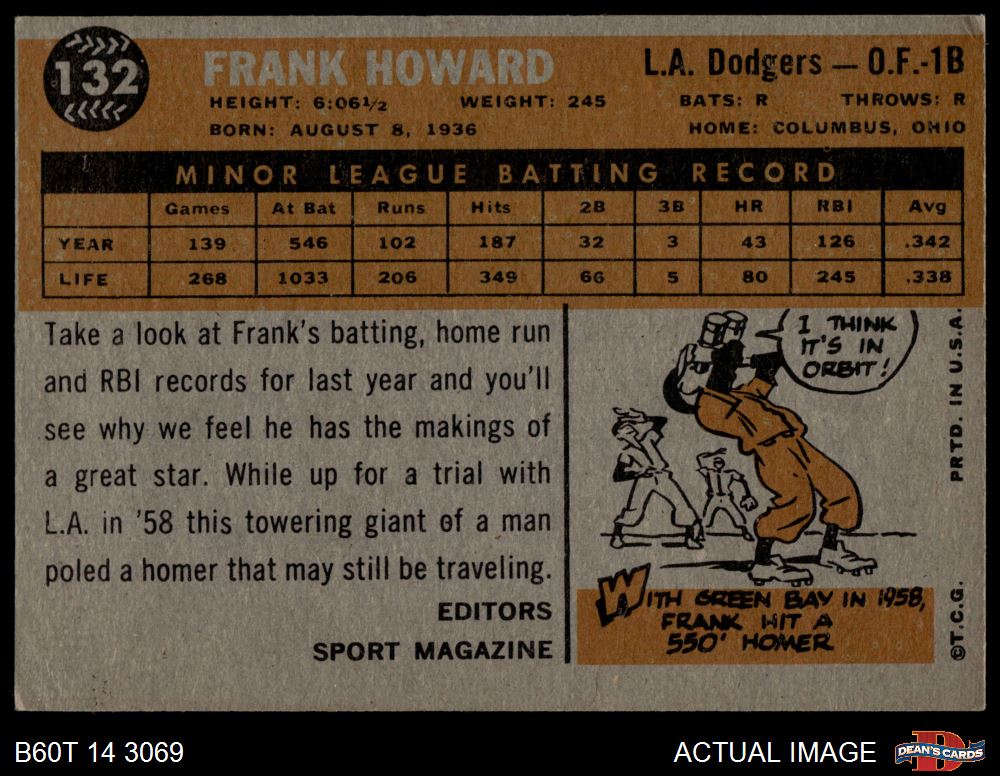 132
FRANK HOWARD
L.A. Dodgers — O.F.-1B
HEIGHT: 6:06½ WEIGHT: 245 BATS: R THROWS: R
BORN: AUGUST 8, 1936 HOME: COLUMBUS, OHIO
MINOR LEAGUE BATTING RECORD
Games At Bat Runs Hits 2B 3B HR RBI Avg
YEAR 139 546 102 187 32 3 43 126 .342
LIFE 268 1033 206 349 66 5 80 245 .338
Take a look at Frank's batting, home run
and RBI records for last year and you'll
see why we feel he has the makings of
a great star. While up for a trial with
L.A. in '58 this towering giant of a man
poled a homer that may still be traveling.
EDITORS
SPORT MAGAZINE
I THINK
IT'S IN
ORBIT!
WITH GREEN BAY IN 1958,
FRANK HIT A
550' HOMER
©T.C.G. PRTD. IN U.S.A.
B60T 14 3069
ACTUAL IMAGE
DEAN'S CARDS